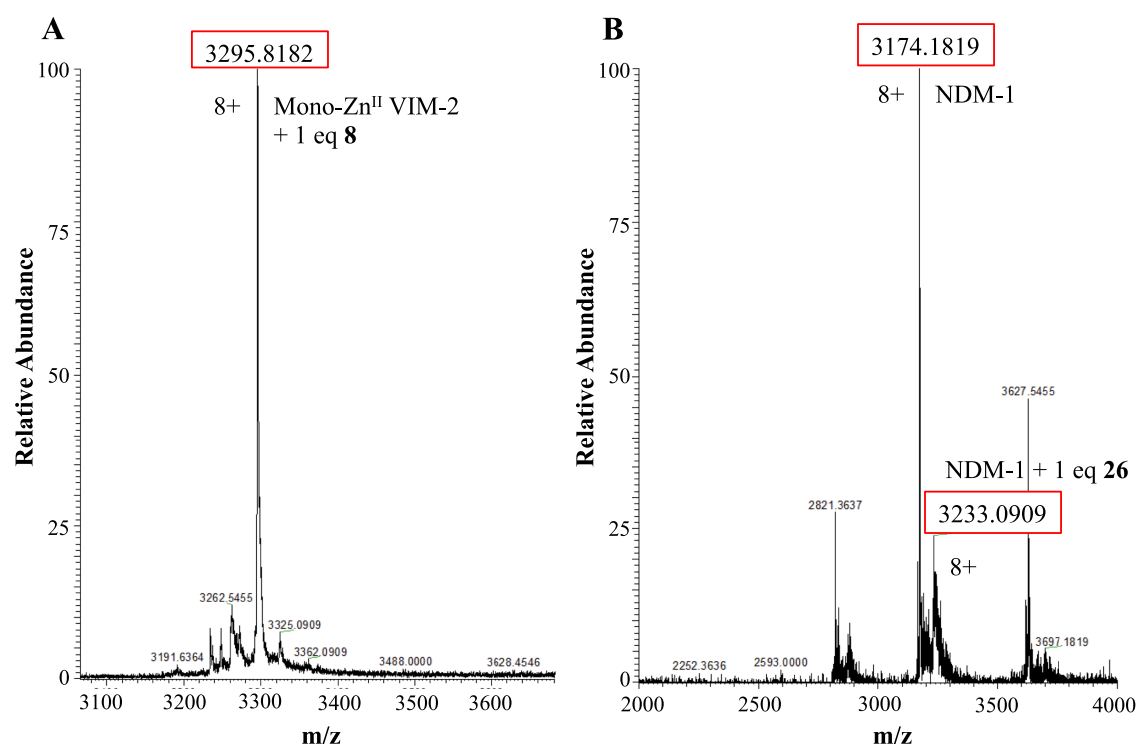 A
3295.8182
100
8+ Mono-Znᴵᴵ VIM-2
+ 1 eq 8
75
50
25
0
Relative Abundance
3191.6364
3262.5455
3325.0909
3362.0909
3488.0000
3628.4546
3100 3200 3300 3400 3500 3600
m/z
B
3174.1819
100
8+ NDM-1
75
50
25
0
Relative Abundance
3627.5455
NDM-1 + 1 eq 26
2821.3637
3233.0909
8+
2252.3636
2593.0000
3697.1819
2000 2500 3000 3500 4000
m/z